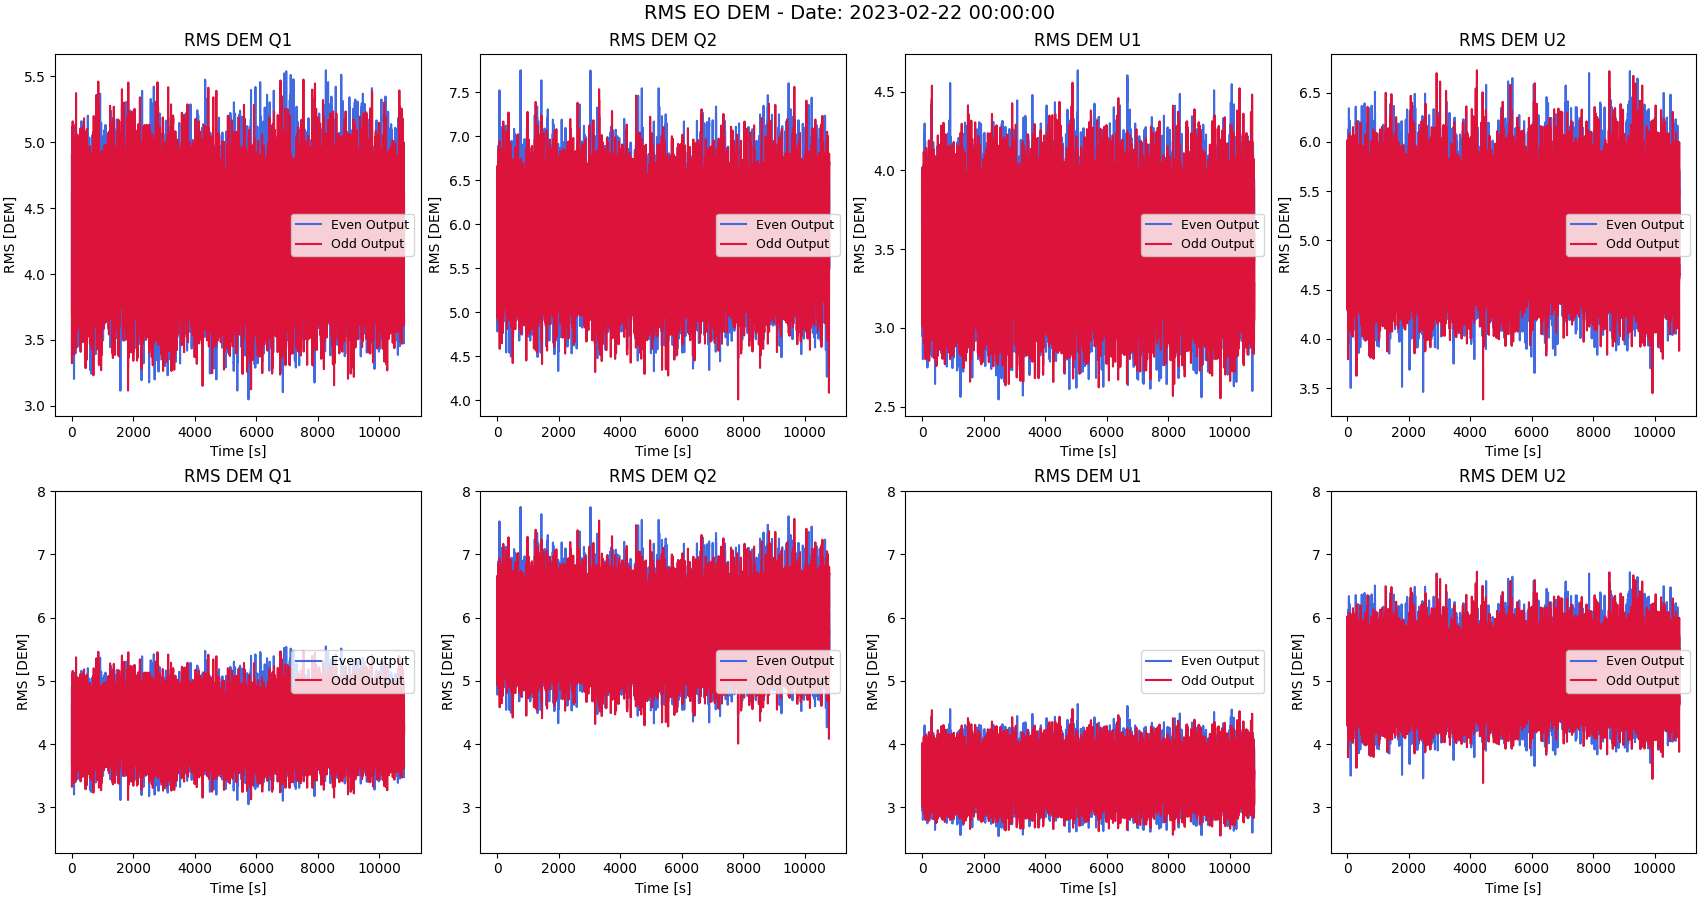 RMS EO DEM - Date: 2023-02-22 00:00:00
RMS DEM Q1
RMS [DEM]
5.5
5.0
4.5
4.0
3.5
3.0
Even Output
Odd Output
0 2000 4000 6000 8000 10000
Time [s]
RMS DEM Q2
RMS [DEM]
7.5
7.0
6.5
6.0
5.5
5.0
4.5
4.0
Even Output
Odd Output
0 2000 4000 6000 8000 10000
Time [s]
RMS DEM U1
RMS [DEM]
4.5
4.0
3.5
3.0
2.5
Even Output
Odd Output
0 2000 4000 6000 8000 10000
Time [s]
RMS DEM U2
RMS [DEM]
6.5
6.0
5.5
5.0
4.5
4.0
3.5
Even Output
Odd Output
0 2000 4000 6000 8000 10000
Time [s]
RMS DEM Q1
RMS [DEM]
8
7
6
5
4
3
Even Output
Odd Output
0 2000 4000 6000 8000 10000
Time [s]
RMS DEM Q2
RMS [DEM]
8
7
6
5
4
3
Even Output
Odd Output
0 2000 4000 6000 8000 10000
Time [s]
RMS DEM U1
RMS [DEM]
8
7
6
5
4
3
Even Output
Odd Output
0 2000 4000 6000 8000 10000
Time [s]
RMS DEM U2
RMS [DEM]
8
7
6
5
4
3
Even Output
Odd Output
0 2000 4000 6000 8000 10000
Time [s]